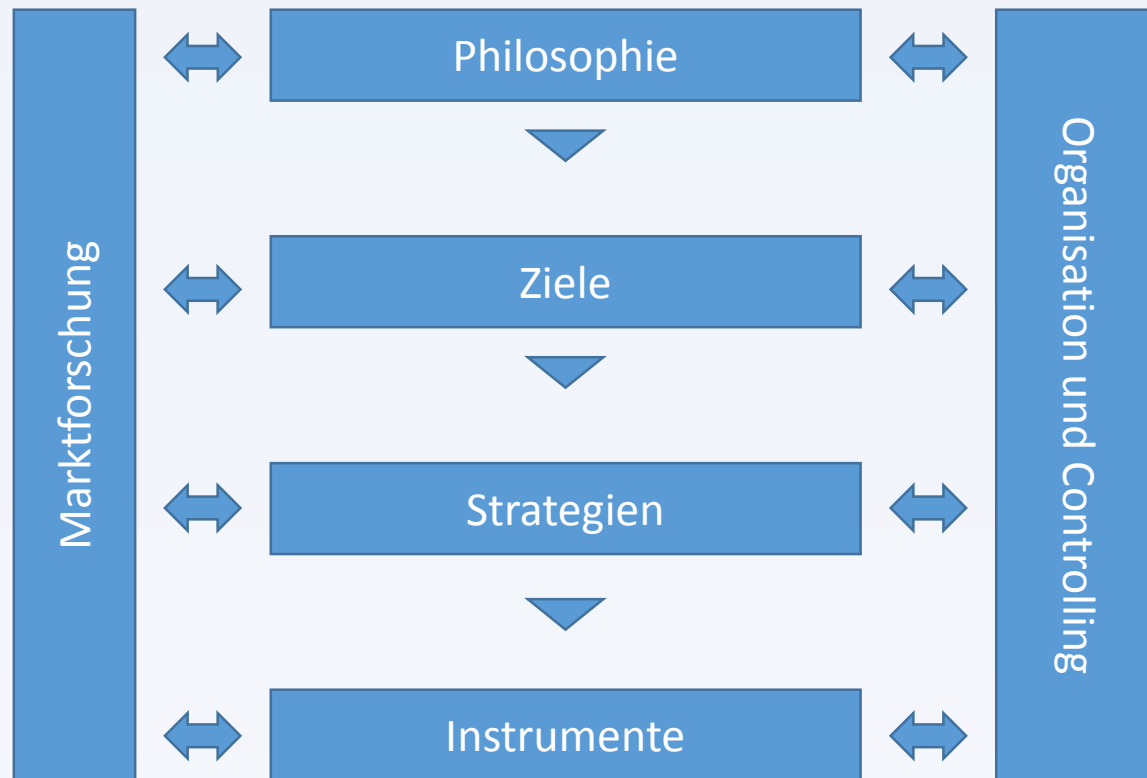 Marktforschung
Philosophie
Ziele
Strategien
Instrumente
Organisation und Controlling